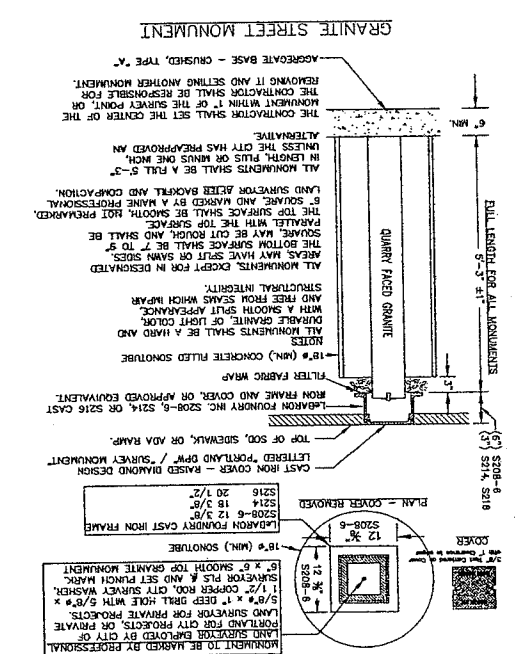 MONUMENT TO BE MARKED BY PROFESSIONAL
LAND SURVEYOR EMPLOYED BY CITY OF
PORTLAND FOR CITY PROJECTS, OR PRIVATE
LAND SURVEYOR FOR PRIVATE PROJECTS.
5/8"ø x 1" DEEP DRILL HOLE WITH 5/8"ø x
1 1/2" COPPER ROD, CITY SURVEY WASHER,
SURVEYOR PLS #, AND SET PUNCH MARK.
6" x 6" SMOOTH TOP GRANITE MONUMENT
18"ø (MIN.) SONOTUBE
12 3/8"
S208-6
12 3/8"
S208-6
COVER
PLAN - COVER REMOVED
LeBARON FOUNDRY CAST IRON FRAME
S208-6 12 3/8"
S214 18 3/8"
S216 20 1/2"
CAST IRON COVER - RAISED DIAMOND DESIGN
LETTERED "PORTLAND DPW" / "SURVEY MONUMENT"
TOP OF SOD, SIDEWALK, OR ADA RAMP.
(6") S208-6
(3") S214, S216
LeBARON FOUNDRY INC. S208-6, S214, OR S216 CAST
IRON FRAME AND COVER, OR APPROVED EQUIVALENT.
3"
FILTER FABRIC WRAP
18"ø (MIN.) CONCRETE FILLED SONOTUBE
NOTES
ALL MONUMENTS SHALL BE A HARD AND
DURABLE GRANITE, OF LIGHT COLOR,
WITH A SMOOTH SPLIT APPEARANCE,
AND FREE FROM SEAMS WHICH IMPAIR
STRUCTURAL INTEGRITY.
ALL MONUMENTS, EXCEPT FOR IN DESIGNATED
AREAS, MAY HAVE SPLIT OR SAWN SIDES.
THE BOTTOM SURFACE SHALL BE 7" TO 9"
SQUARE, MAY BE CUT ROUGH, AND SHALL BE
PARALLEL WITH THE TOP SURFACE.
THE TOP SURFACE SHALL BE SMOOTH, NOT PREMARKED,
6" SQUARE, AND MARKED BY A MAINE PROFESSIONAL
LAND SURVEYOR AFTER BACKFILL AND COMPACTION.
ALL MONUMENTS SHALL BE A FULL 5'-3"
IN LENGTH, PLUS OR MINUS ONE INCH,
UNLESS THE CITY HAS PREAPPROVED AN
ALTERNATIVE.
THE CONTRACTOR SHALL SET THE CENTER OF THE
MONUMENT WITHIN 1" OF THE SURVEY POINT, OR
THE CONTRACTOR SHALL BE RESPONSIBLE FOR
REMOVING IT AND SETTING ANOTHER MONUMENT.
QUARRY FACED GRANITE
5'-3" ±1"
FULL LENGTH FOR ALL MONUMENTS
6" MIN.
AGGREGATE BASE - CRUSHED, TYPE "A"
GRANITE STREET MONUMENT